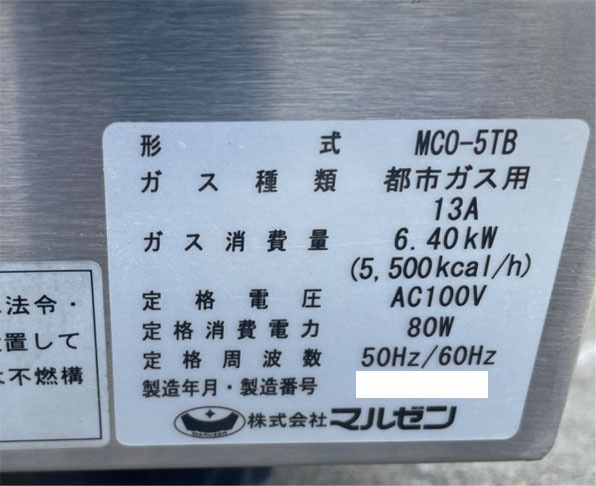 形式 MCO-5TB
ガス種類 都市ガス用
13A
ガス消費量 6.40kW
(5,500kcal/h)
定格電圧 AC100V
定格消費電力 80W
定格周波数 50Hz/60Hz
製造年月・製造番号
MARUZEN 株式会社マルゼン
法令・
置して
不燃構